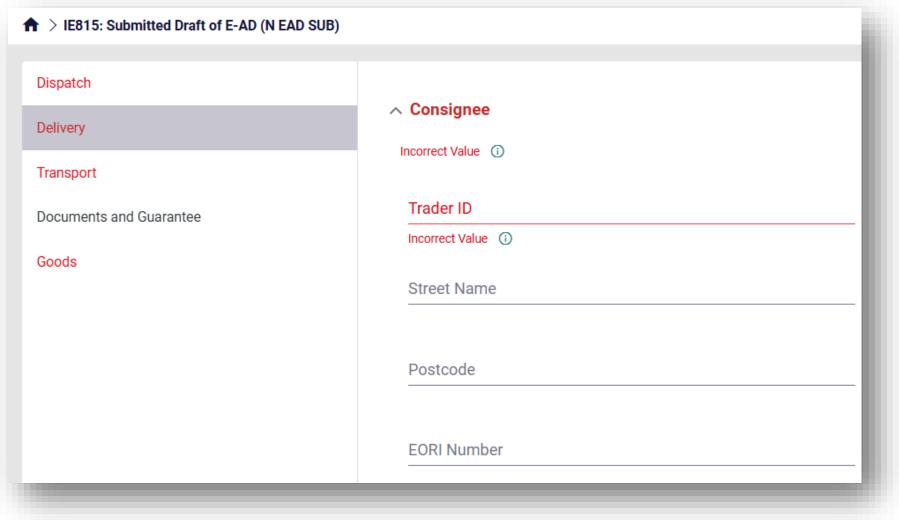 > IE815: Submitted Draft of E-AD (N EAD SUB)
Dispatch
Delivery
Transport
Documents and Guarantee
Goods
Consignee
Incorrect Value
Trader ID
Incorrect Value
Street Name
Postcode
EORI Number